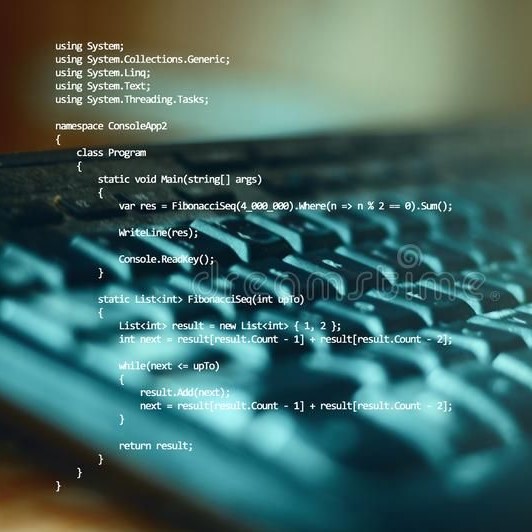 using System;
using System.Collections.Generic;
using System.Linq;
using System.Text;
using System.Threading.Tasks;
namespace ConsoleApp2
{
class Program
{
static void Main(string[] args)
{
var res = FibonacciSeq(4_000_000).Where(n => n % 2 == 0).Sum();
WriteLine(res);
Console.ReadKey();
}
static List<int> FibonacciSeq(int upTo)
{
List<int> result = new List<int> { 1, 2 };
int next = result[result.Count - 1] + result[result.Count - 2];
while(next <= upTo)
{
result.Add(next);
next = result[result.Count - 1] + result[result.Count - 2];
}
return result;
}
}
}
dreamstime.